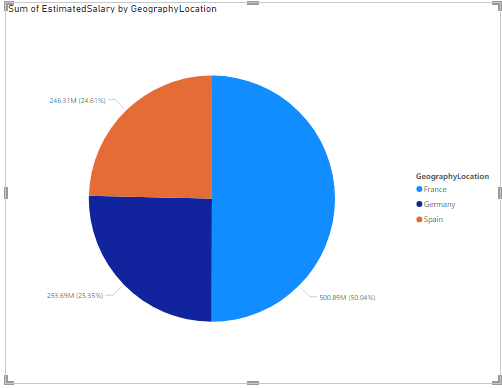 Sum of EstimatedSalary by GeographyLocation
246.31M (24.61%)
GeographyLocation
France
Germany
Spain
253.69M (25.35%)
500.89M (50.04%)